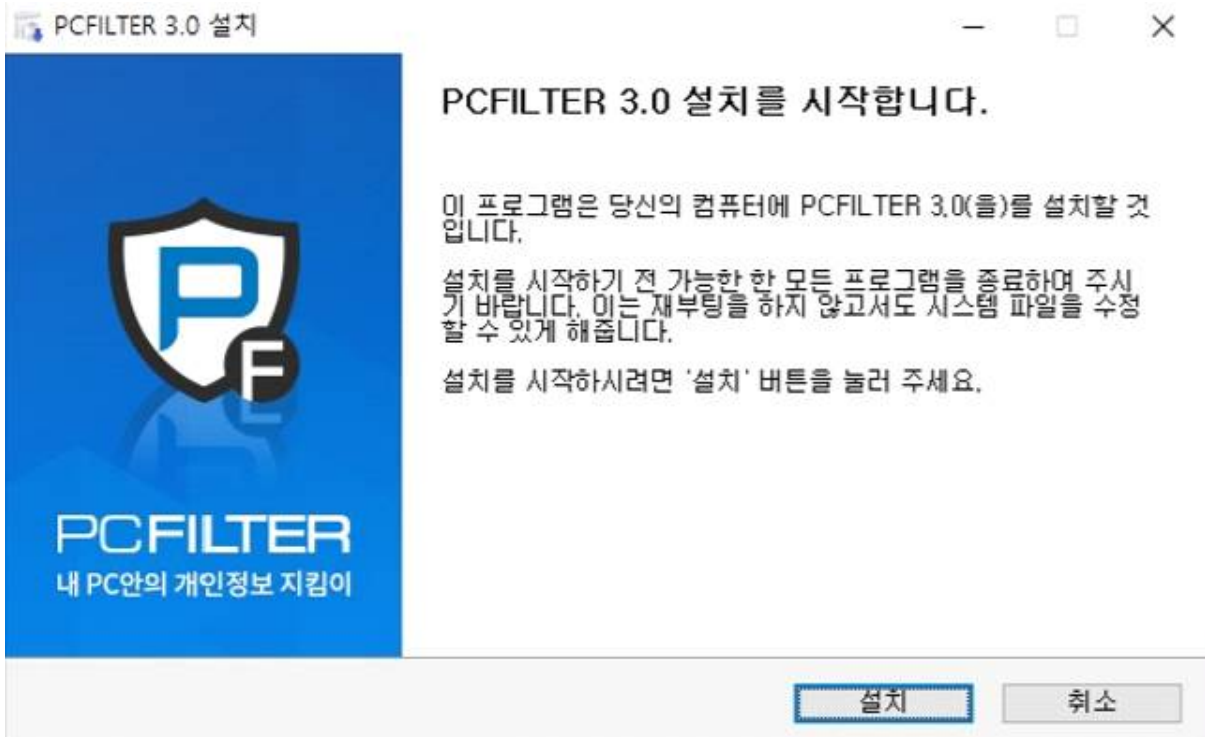 PCFILTER 3.0 설치
PCFILTER 3.0 설치를 시작합니다.
이 프로그램은 당신의 컴퓨터에 PCFILTER 3.0(을)를 설치할 것
입니다.
설치를 시작하기 전 가능한 한 모든 프로그램을 종료하여 주시
기 바랍니다. 이는 재부팅을 하지 않고서도 시스템 파일을 수정
할 수 있게 해줍니다.
설치를 시작하시려면 '설치' 버튼을 눌러 주세요.
P
F
PCFILTER
내 PC안의 개인정보 지킴이
설치
취소